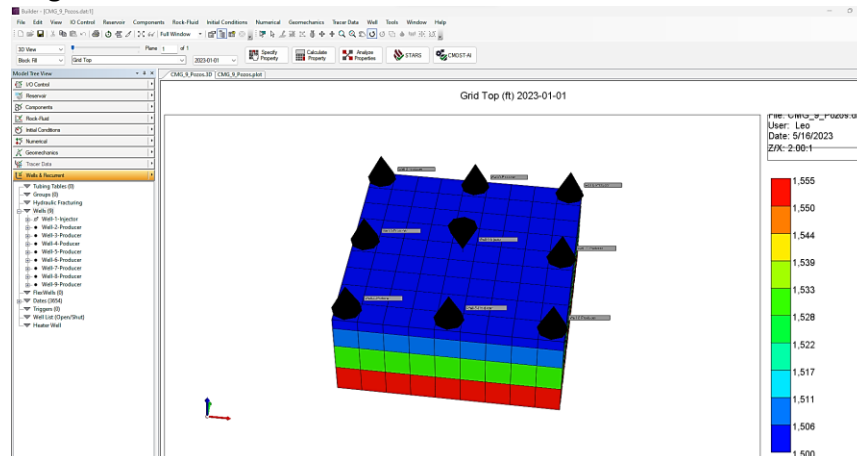 Builder - [CMG_9_Pozos.dat:1]
File Edit View IO Control Reservoir Components Rock-Fluid Initial Conditions Numerical Geomechanics Tracer Data Well Tools Window Help
Full Window
3D View Plane 1 of 1 Specify Property Calculate Property Analyze Properties STARS CMOST-AI
Block Fill Grid Top 2023-01-01
Model Tree View CMG_9_Pozos.3D CMG_9_Pozos.plot
I/O Control
Reservoir
Components
Rock-Fluid
Initial Conditions
Numerical
Geomechanics
Tracer Data
Wells & Recurrent
Tubing Tables (0)
Groups (0)
Hydraulic Fracturing
Wells (9)
Well-1-Injector
Well-2-Producer
Well-3-Producer
Well-4-Poducer
Well-5-Producer
Well-6-Producer
Well-7-Producer
Well-8-Producer
Well-9-Producer
FlexWells (0)
Dates (3654)
Triggers (0)
Well List (Open/Shut)
Heater Well
Grid Top (ft) 2023-01-01
File: CMG_9_Pozos.da
User: Leo
Date: 5/16/2023
Z/X: 2.00:1
1,555
1,550
1,544
1,539
1,533
1,528
1,522
1,517
1,511
1,506
1,500